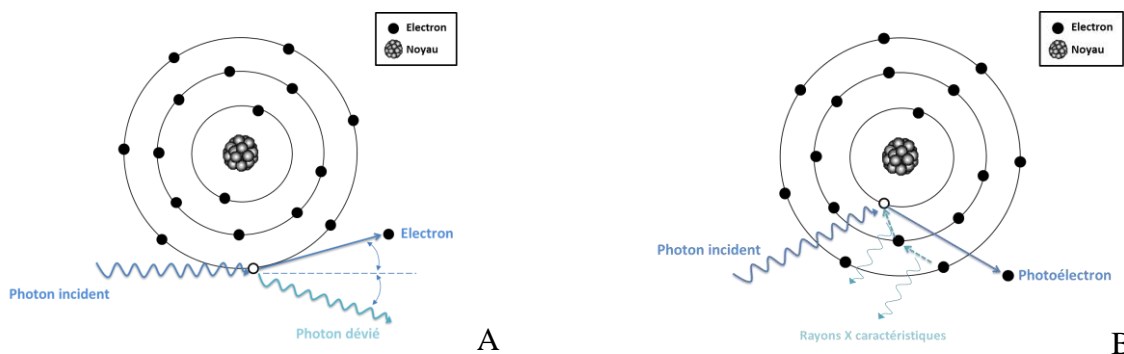 Electron
Noyau
Electron
Photon incident
Photon dévié
A
Electron
Noyau
Photon incident
Photoélectron
Rayons X caractéristiques
B